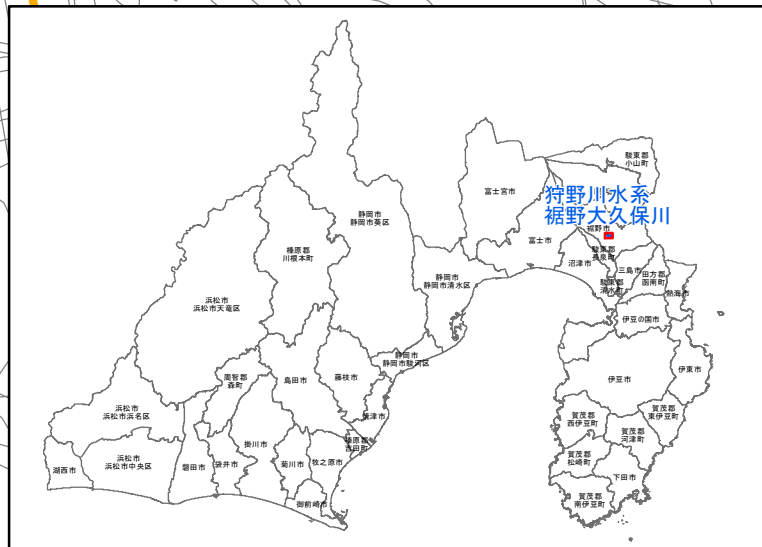 駿東郡
小山町
富士宮市
狩野川水系
裾野大久保川
裾野市
静岡市
静岡市葵区
富士市
駿東郡
長泉町
沼津市
三島市
田方郡
函南町
榛原郡
川根本町
静岡市
静岡市清水区
駿東郡
清水町
熱海市
浜松市
浜松市天竜区
伊豆の国市
静岡市
静岡市駿河区
伊東市
周智郡
森町
島田市
藤枝市
伊豆市
浜松市
浜松市浜名区
焼津市
賀茂郡
西伊豆町
賀茂郡
東伊豆町
賀茂郡
河津町
掛川市
榛原郡
吉田町
浜松市
浜松市中央区
湖西市
磐田市
袋井市
菊川市
牧之原市
賀茂郡
松崎町
下田市
御前崎市
賀茂郡
南伊豆町